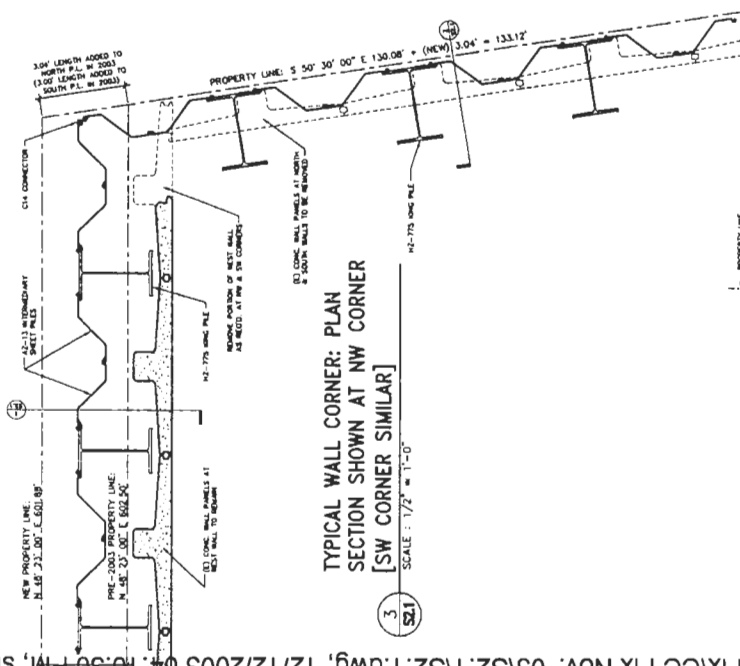 3.04' LENGTH ADDED TO
NORTH P.L. IN 2003
(3.00' LENGTH ADDED TO
SOUTH P.L. IN 2003)
PROPERTY LINE: S 50° 30' 00" E 130.08' + (NEW) 3.04' = 133.12'
C14 CONNECTOR
AZ-13 INTERMEDIARY
SHEET PILES
(E) CONC. WALL PANELS AT NORTH
& SOUTH WALLS TO BE REMOVED
HZ-775 KING PILE
REMOVE PORTION OF WEST WALL
AS REQ'D. AT NW & SW CORNERS
HZ-775 KING PILE
NEW PROPERTY LINE:
N 48° 23' 00" E 601.88'
PRE-2003 PROPERTY LINE:
N 48° 23' 00" E 602.50'
(E) CONC. WALL PANELS AT
WEST WALL TO REMAIN
TYPICAL WALL CORNER: PLAN
SECTION SHOWN AT NW CORNER
[SW CORNER SIMILAR]
SCALE : 1/2" = 1'-0"
3
S2.1
12/12/2003